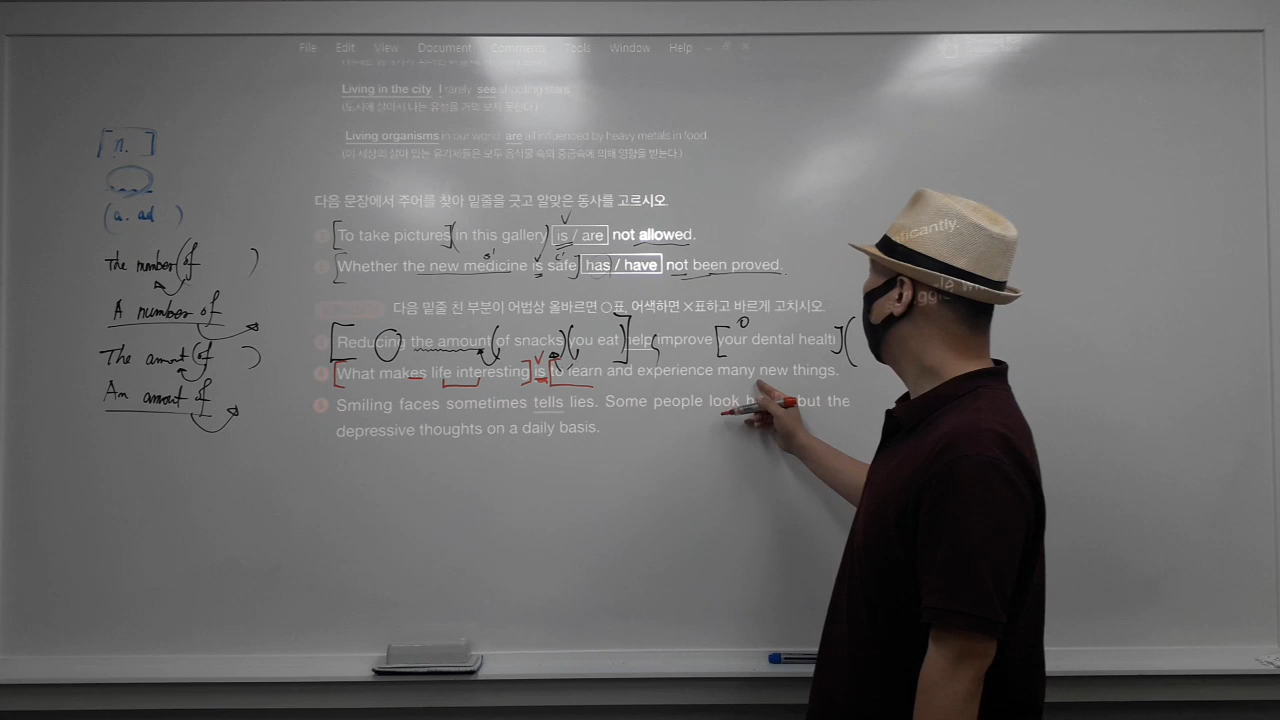 File Edit View Document Comments Tools Window Help
Living in the city I rarely see shooting stars
(도시에 살아서 나는 유성을 거의 보지 못한다.)
Living organisms in our world are all influenced by heavy metals in food.
(이 세상의 살아 있는 유기체들은 모두 음식물 속의 중금속에 의해 영향을 받는다.)
다음 문장에서 주어를 찾아 밑줄을 긋고 알맞은 동사를 고르시오.
To take pictures in this gallery is / are not allowed.
Whether the new medicine is safe has / have not been proved.
다음 밑줄 친 부분이 어법상 올바르면 ○표, 어색하면 ×표하고 바르게 고치시오.
Reducing the amount of snacks you eat help improve your dental healt
What makes life interesting is to learn and experience many new things.
Smiling faces sometimes tells lies. Some people look but the
depressive thoughts on a daily basis.
[n. ]
(a. ad )
The number (of )
A number of
The amount (of )
An amount of
ficantly.